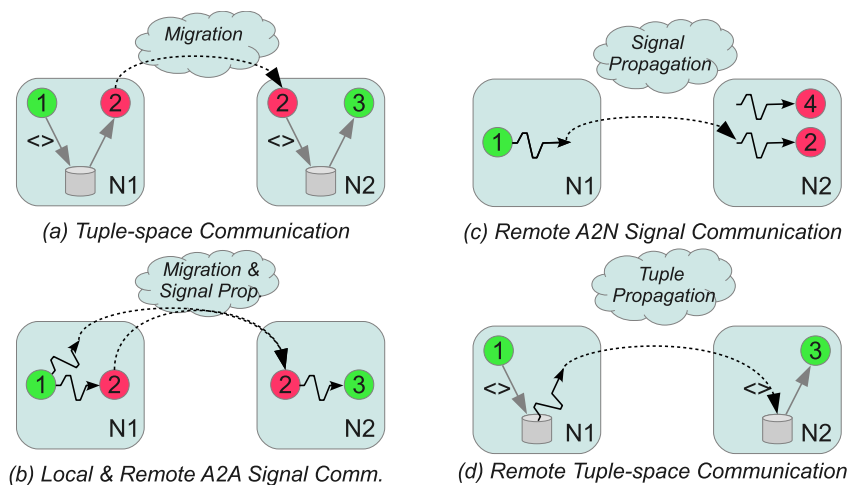 Migration
1
2
2
3
<>
<>
N1
N2
(a) Tuple-space Communication
Signal
Propagation
1
4
2
N1
N2
(c) Remote A2N Signal Communication
Migration &
Signal Prop.
1
2
2
3
N1
N2
(b) Local & Remote A2A Signal Comm.
Tuple
Propagation
1
3
<>
<>
N1
N2
(d) Remote Tuple-space Communication